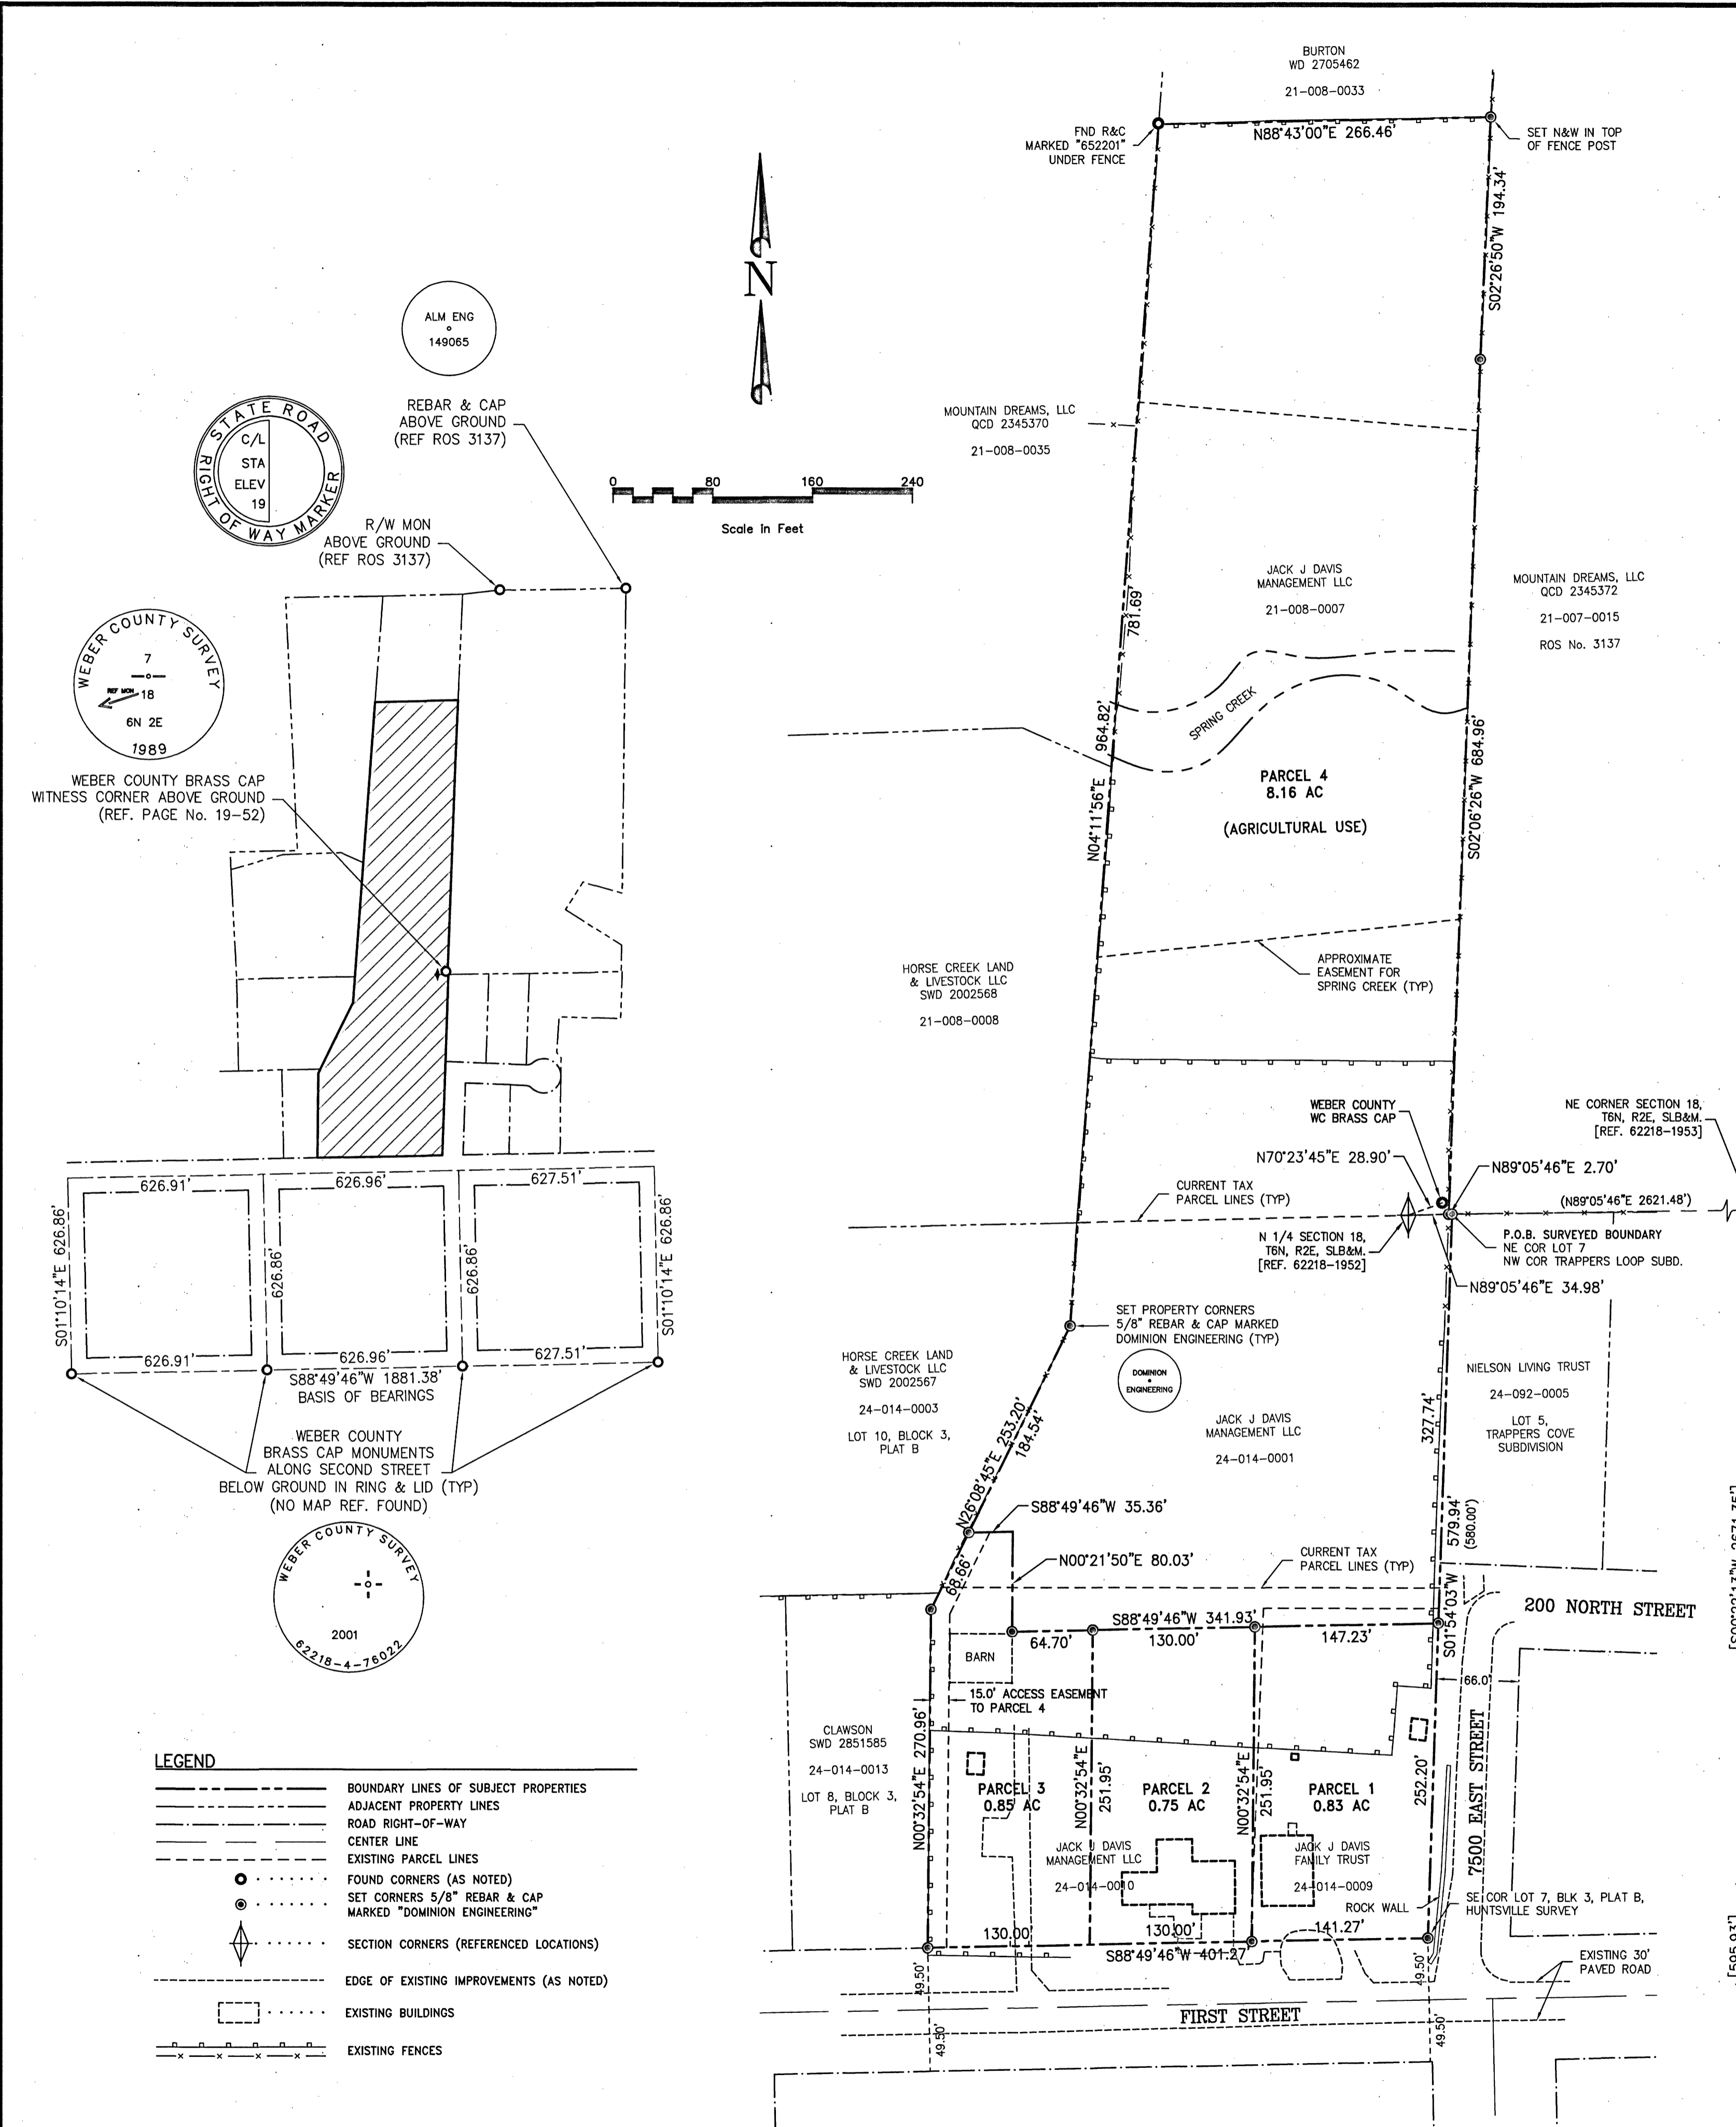 BURTON
WD 2705462
21-008-0033
FND R&C
MARKED "652201"
UNDER FENCE
N88°43'00"E 266.46'
SET N&W IN TOP
OF FENCE POST
S02°26'50"W 194.34'
N
ALM ENG
149065
REBAR & CAP
ABOVE GROUND
(REF ROS 3137)
STATE ROAD
RIGHT OF WAY MARKER
C/L
STA
ELEV
19
R/W MON
ABOVE GROUND
(REF ROS 3137)
0 80 160 240
Scale in Feet
MOUNTAIN DREAMS, LLC
QCD 2345370
21-008-0035
781.69'
JACK J DAVIS
MANAGEMENT LLC
21-008-0007
MOUNTAIN DREAMS, LLC
QCD 2345372
21-007-0015
ROS No. 3137
WEBER COUNTY SURVEY
7
REF MON
18
6N 2E
1989
WEBER COUNTY BRASS CAP
WITNESS CORNER ABOVE GROUND
(REF. PAGE No. 19-52)
SPRING CREEK
N04°11'56"E 964.82'
S02°06'26"W 684.96'
PARCEL 4
8.16 AC
(AGRICULTURAL USE)
APPROXIMATE
EASEMENT FOR
SPRING CREEK (TYP)
HORSE CREEK LAND
& LIVESTOCK LLC
SWD 2002568
21-008-0008
WEBER COUNTY
WC BRASS CAP
NE CORNER SECTION 18,
T6N, R2E, SLB&M.
[REF. 62218-1953]
N70°23'45"E 28.90'
N89°05'46"E 2.70'
CURRENT TAX
PARCEL LINES (TYP)
(N89°05'46"E 2621.48')
N 1/4 SECTION 18,
T6N, R2E, SLB&M.
[REF. 62218-1952]
P.O.B. SURVEYED BOUNDARY
NE COR LOT 7
NW COR TRAPPERS LOOP SUBD.
N89°05'46"E 34.98'
626.91' 626.96' 627.51'
S01°10'14"E 626.86'
626.86'
626.86'
S01°10'14"E 626.86'
626.91' 626.96' 627.51'
S88°49'46"W 1881.38'
BASIS OF BEARINGS
WEBER COUNTY
BRASS CAP MONUMENTS
ALONG SECOND STREET
BELOW GROUND IN RING & LID (TYP)
(NO MAP REF. FOUND)
WEBER COUNTY SURVEY
2001
62218-4-76022
SET PROPERTY CORNERS
5/8" REBAR & CAP MARKED
DOMINION ENGINEERING (TYP)
DOMINION
ENGINEERING
HORSE CREEK LAND
& LIVESTOCK LLC
SWD 2002567
24-014-0003
LOT 10, BLOCK 3,
PLAT B
N26°08'45"E 253.20'
184.54'
68.66'
JACK J DAVIS
MANAGEMENT LLC
24-014-0001
327.74'
NIELSON LIVING TRUST
24-092-0005
LOT 5,
TRAPPERS COVE
SUBDIVISION
S88°49'46"W 35.36'
N00°21'50"E 80.03'
CURRENT TAX
PARCEL LINES (TYP)
S01°54'03"W 579.94'
(580.00')
200 NORTH STREET
S88°49'46"W 341.93'
64.70' 130.00' 147.23'
BARN
15.0' ACCESS EASEMENT
TO PARCEL 4
66.0'
CLAWSON
SWD 2851585
24-014-0013
LOT 8, BLOCK 3,
PLAT B
N00°32'54"E 270.96'
PARCEL 3
0.85 AC
N00°32'54"E
251.95'
PARCEL 2
0.75 AC
N00°32'54"E
251.95'
PARCEL 1
0.83 AC
252.20'
7500 EAST STREET
JACK J DAVIS
MANAGEMENT LLC
24-014-0010
JACK J DAVIS
FAMILY TRUST
24-014-0009
ROCK WALL
SE COR LOT 7, BLK 3, PLAT B,
HUNTSVILLE SURVEY
130.00' 130.00' 141.27'
S88°49'46"W 401.27'
49.50'
49.50'
EXISTING 30'
PAVED ROAD
FIRST STREET
49.50'
49.50'
LEGEND
BOUNDARY LINES OF SUBJECT PROPERTIES
ADJACENT PROPERTY LINES
ROAD RIGHT-OF-WAY
CENTER LINE
EXISTING PARCEL LINES
FOUND CORNERS (AS NOTED)
SET CORNERS 5/8" REBAR & CAP
MARKED "DOMINION ENGINEERING"
SECTION CORNERS (REFERENCED LOCATIONS)
EDGE OF EXISTING IMPROVEMENTS (AS NOTED)
EXISTING BUILDINGS
EXISTING FENCES